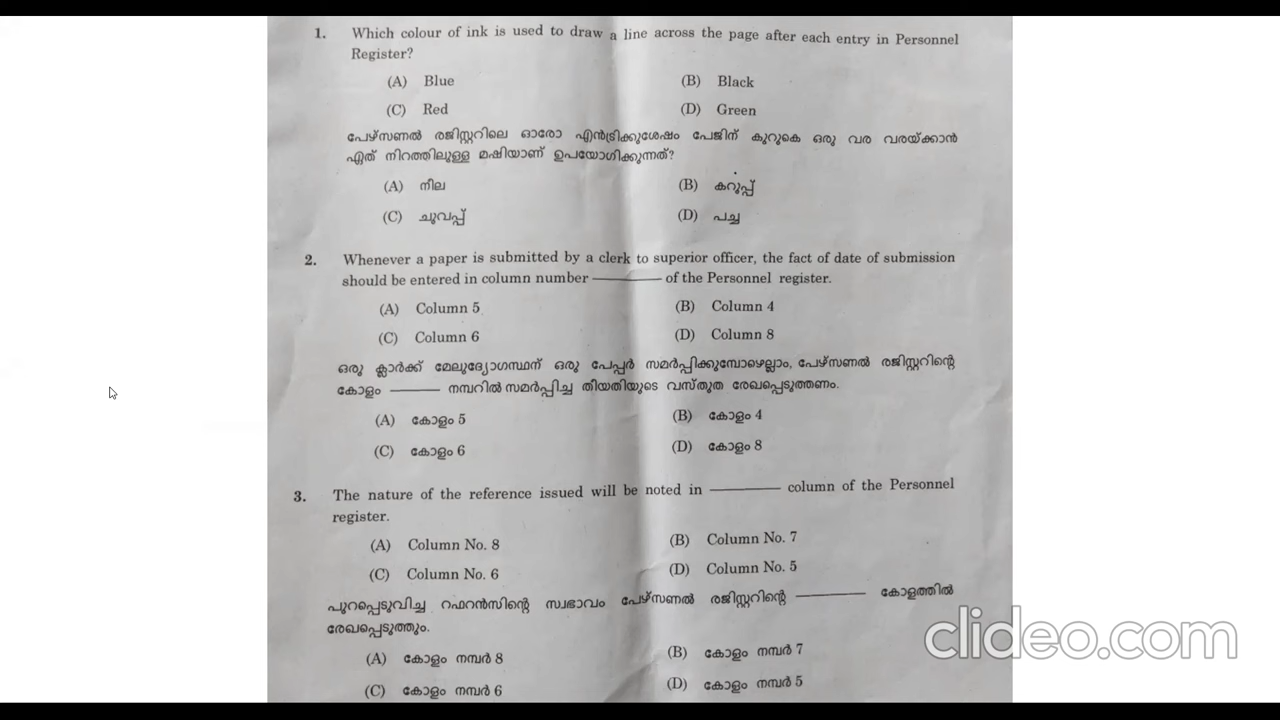 1. Which colour of ink is used to draw a line across the page after each entry in Personnel
Register?
(A) Blue (B) Black
(C) Red (D) Green
പേഴ്സണൽ രജിസ്റ്ററിലെ ഓരോ എൻട്രിക്കുശേഷം പേജിന് കുറുകെ ഒരു വര വരയ്ക്കാൻ
ഏത് നിറത്തിലുള്ള മഷിയാണ് ഉപയോഗിക്കുന്നത്?
(A) നീല (B) കറുപ്പ്
(C) ചുവപ്പ് (D) പച്ച
2. Whenever a paper is submitted by a clerk to superior officer, the fact of date of submission
should be entered in column number ——— of the Personnel register.
(A) Column 5 (B) Column 4
(C) Column 6 (D) Column 8
ഒരു ക്ലാർക്ക് മേലുദ്യോഗസ്ഥന് ഒരു പേപ്പർ സമർപ്പിക്കുമ്പോഴെല്ലാം, പേഴ്സണൽ രജിസ്റ്ററിന്റെ
കോളം ——— നമ്പറിൽ സമർപ്പിച്ച തിയതിയുടെ വസ്തുത രേഖപ്പെടുത്തണം.
(A) കോളം 5 (B) കോളം 4
(C) കോളം 6 (D) കോളം 8
3. The nature of the reference issued will be noted in ——— column of the Personnel
register.
(A) Column No. 8 (B) Column No. 7
(C) Column No. 6 (D) Column No. 5
പുറപ്പെടുവിച്ച റഫറൻസിന്റെ സ്വഭാവം പേഴ്സണൽ രജിസ്റ്ററിന്റെ ——— കോളത്തിൽ
രേഖപ്പെടുത്തും.
(A) കോളം നമ്പർ 8 (B) കോളം നമ്പർ 7
(C) കോളം നമ്പർ 6 (D) കോളം നമ്പർ 5
clideo.com